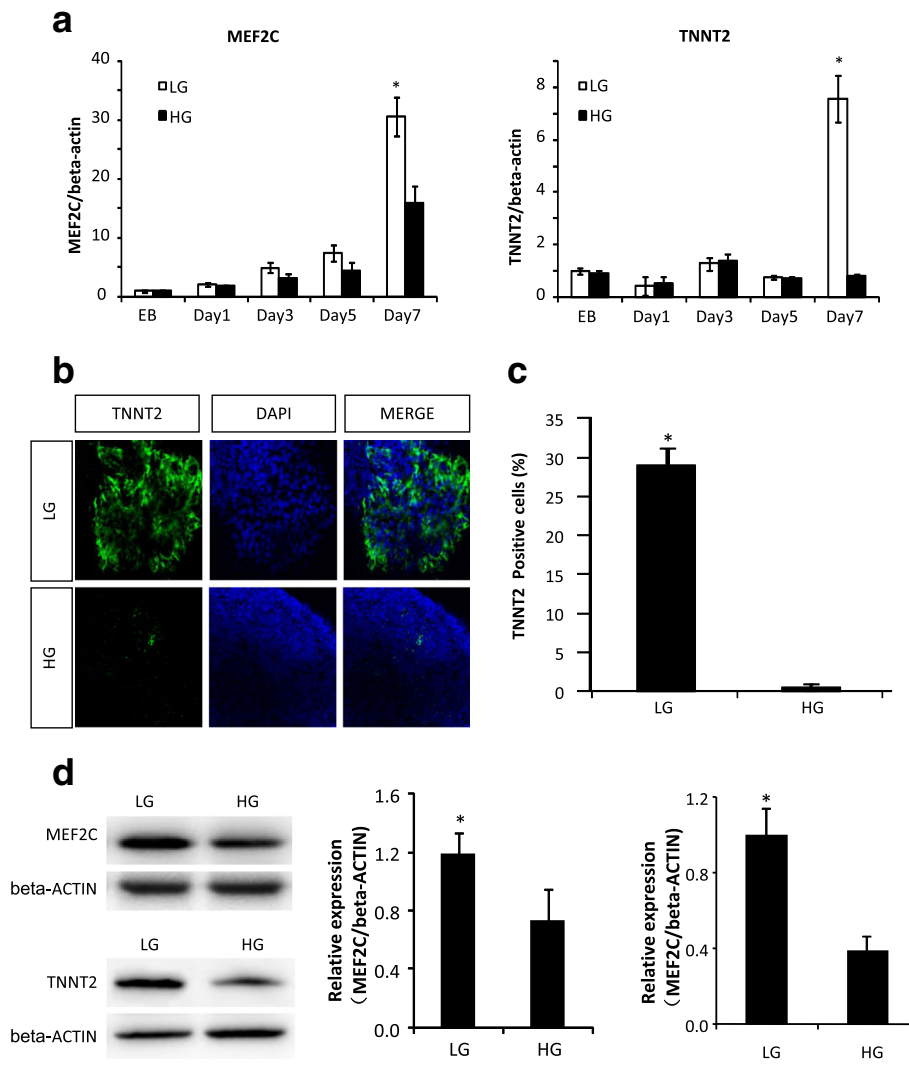 a
MEF2C
TNNT2
MEF2C/beta-actin
40
30
20
10
0
LG
HG
*
EB Day1 Day3 Day5 Day7
TNNT2/beta-actin
8
6
4
2
0
LG
HG
*
EB Day1 Day3 Day5 Day7
b
TNNT2 DAPI MERGE
LG
HG
c
TNNT2 Positive cells (%)
35
30
25
20
15
10
5
0
*
LG HG
d
LG HG
MEF2C
beta-ACTIN
LG HG
TNNT2
beta-ACTIN
Relative expression
(MEF2C/beta-ACTIN)
1.6
1.2
0.8
0.4
0.0
*
LG HG
Relative expression
(MEF2C/beta-ACTIN)
1.2
0.8
0.4
0.0
*
LG HG